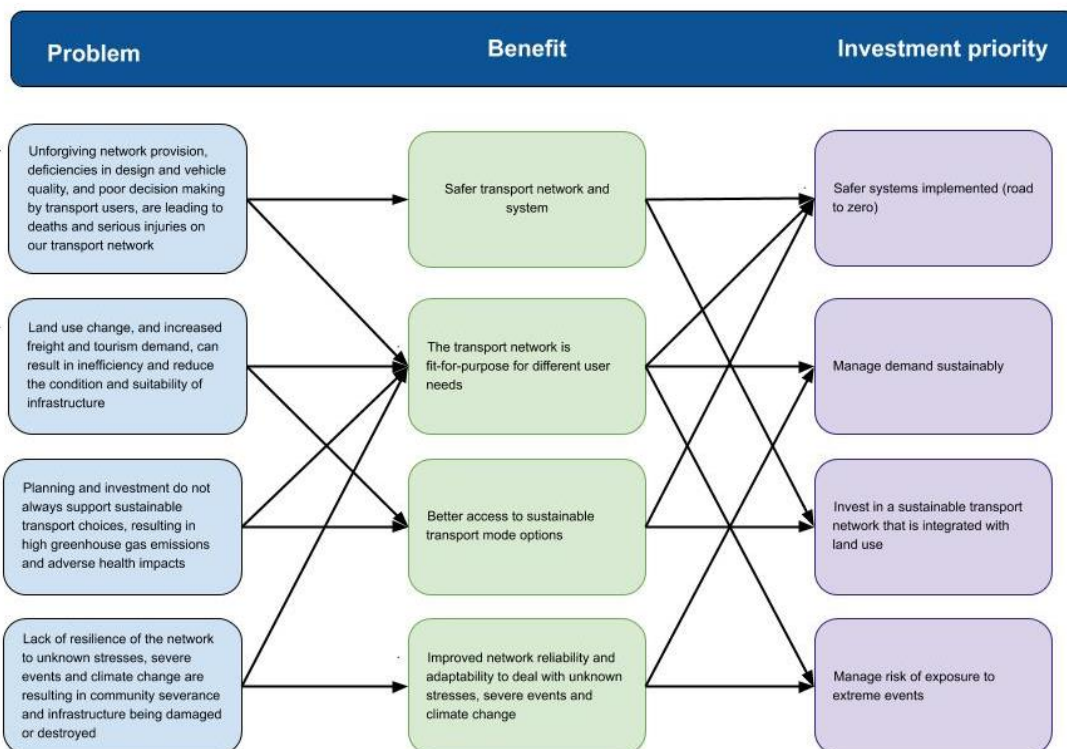 Problem
Benefit
Investment priority
Unforgiving network provision,
deficiencies in design and vehicle
quality, and poor decision making
by transport users, are leading to
deaths and serious injuries on
our transport network
Safer transport network and
system
Safer systems implemented (road
to zero)
Land use change, and increased
freight and tourism demand, can
result in inefficiency and reduce
the condition and suitability of
infrastructure
The transport network is
fit-for-purpose for different user
needs
Manage demand sustainably
Planning and investment do not
always support sustainable
transport choices, resulting in
high greenhouse gas emissions
and adverse health impacts
Better access to sustainable
transport mode options
Invest in a sustainable transport
network that is integrated with
land use
Lack of resilience of the network
to unknown stresses, severe
events and climate change are
resulting in community severance
and infrastructure being damaged
or destroyed
Improved network reliability and
adaptability to deal with unknown
stresses, severe events and
climate change
Manage risk of exposure to
extreme events